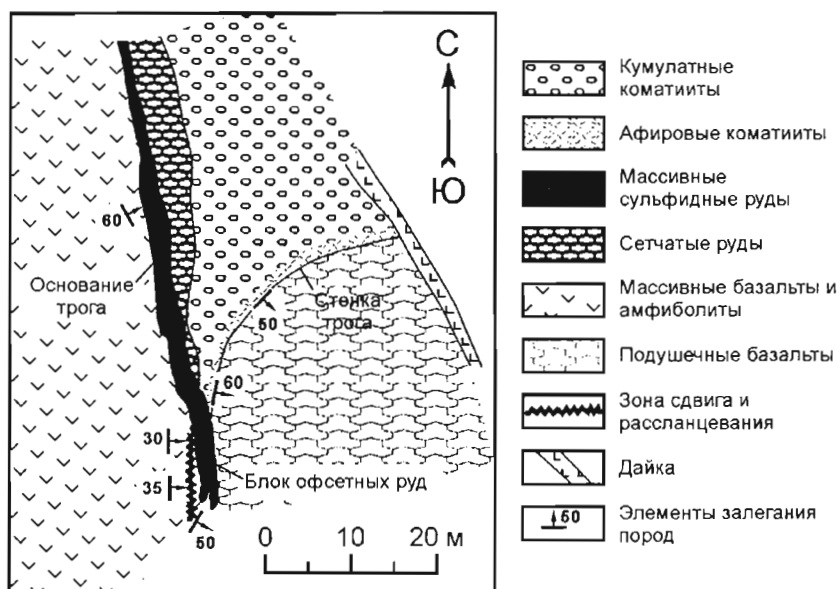 С
Ю
60
Основание
трога
Стенка
трога
50
60
30
35
50
Блок офсетных руд
0 10 20 м
Кумулатные
коматииты
Афировые коматииты
Массивные
сульфидные руды
Сетчатые руды
Массивные базальты и
амфиболиты
Подушечные базальты
Зона сдвига и
рассланцевания
Дайка
50
Элементы залегания
пород